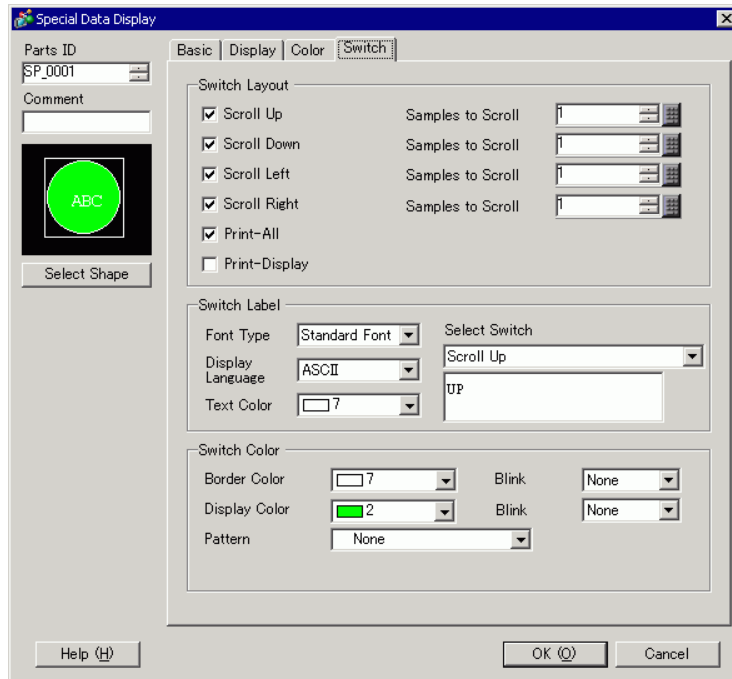 Special Data Display
Parts ID
SP_0001
Comment
ABC
Select Shape
Basic Display Color Switch
Switch Layout
Scroll Up Samples to Scroll 1
Scroll Down Samples to Scroll 1
Scroll Left Samples to Scroll 1
Scroll Right Samples to Scroll 1
Print-All
Print-Display
Switch Label
Font Type Standard Font
Display Language ASCII
Text Color 7
Select Switch
Scroll Up
UP
Switch Color
Border Color 7 Blink None
Display Color 2 Blink None
Pattern None
Help (H) OK (O) Cancel